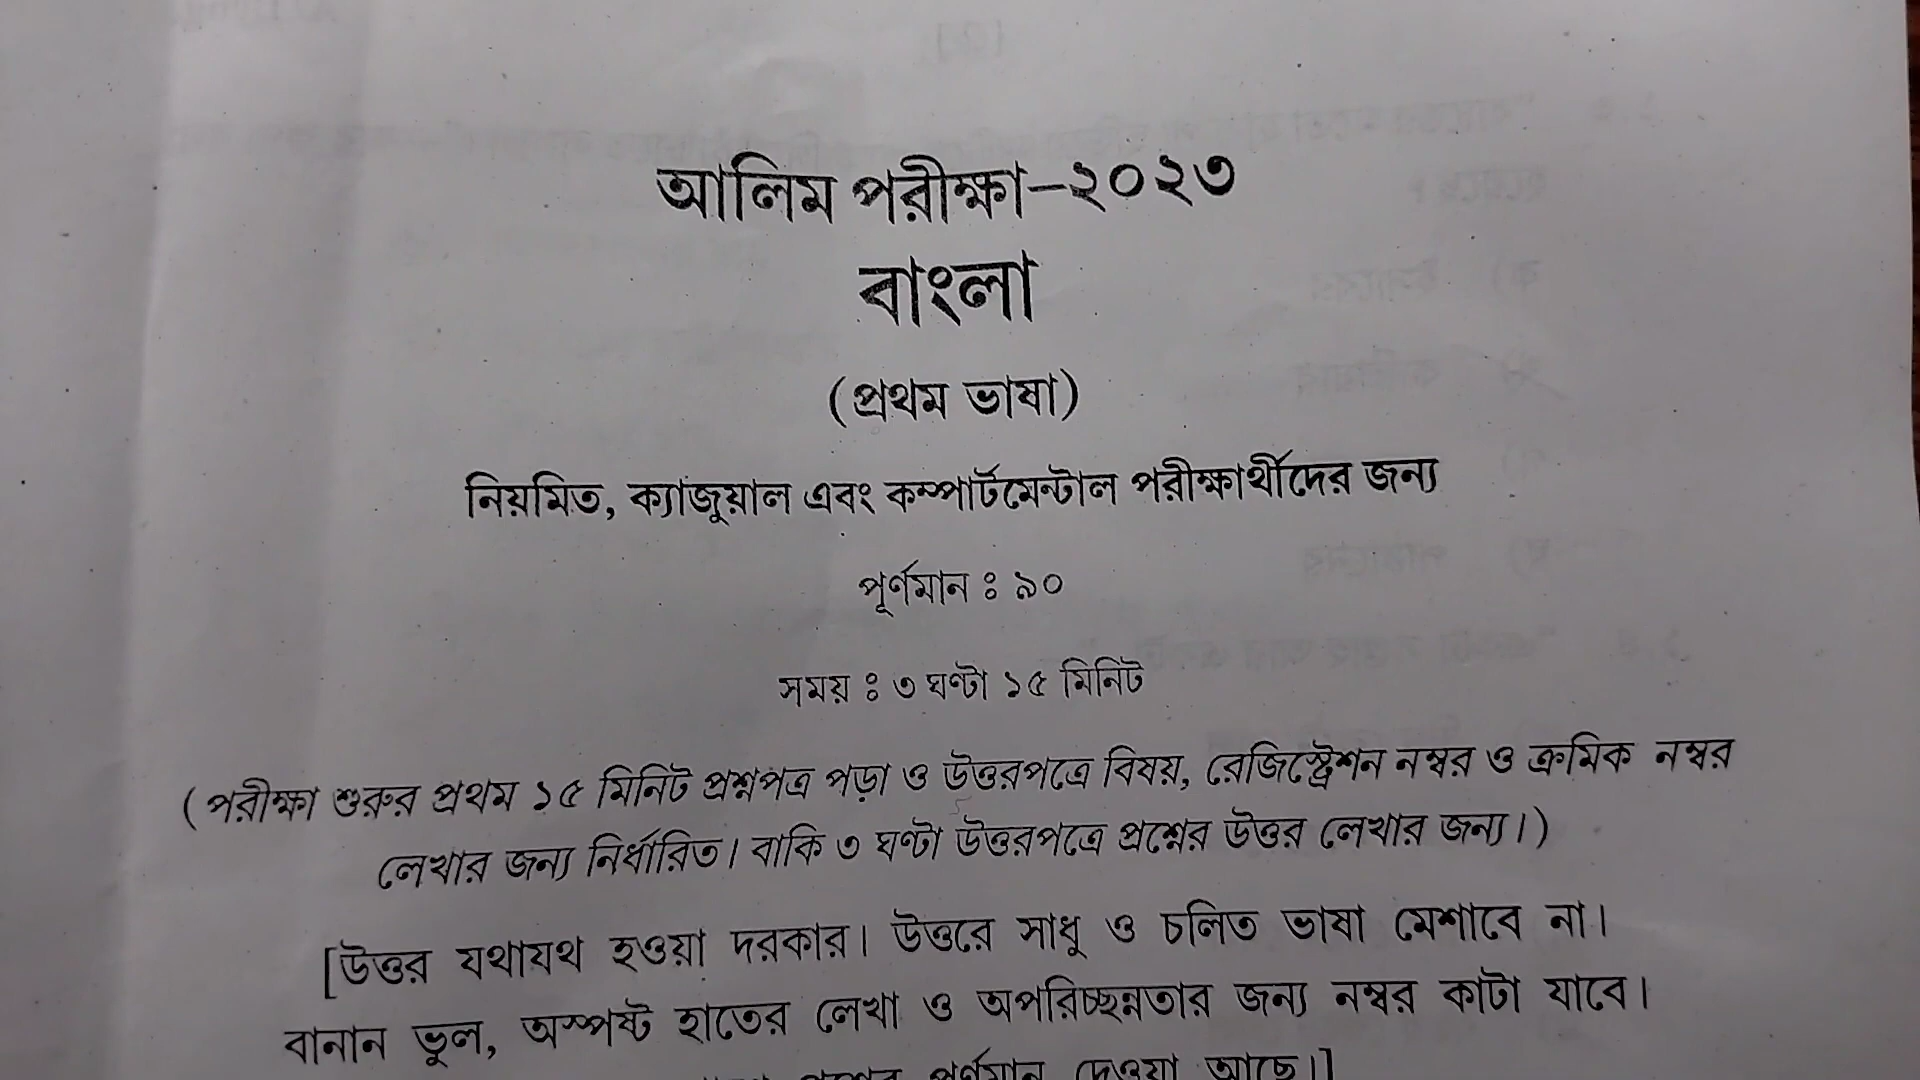 আলিম পরীক্ষা—২০২৩
বাংলা
(প্রথম ভাষা)
নিয়মিত, ক্যাজুয়াল এবং কম্পার্টমেন্টাল পরীক্ষার্থীদের জন্য
পূর্ণমান : ৯০
সময় : ৩ ঘণ্টা ১৫ মিনিট
(পরীক্ষা শুরুর প্রথম ১৫ মিনিট প্রশ্নপত্র পড়া ও উত্তরপত্রে বিষয়, রেজিস্ট্রেশন নম্বর ও ক্রমিক নম্বর
লেখার জন্য নির্ধারিত। বাকি ৩ ঘণ্টা উত্তরপত্রে প্রশ্নের উত্তর লেখার জন্য।)
[উত্তর যথাযথ হওয়া দরকার। উত্তরে সাধু ও চলিত ভাষা মেশাবে না।
বানান ভুল, অস্পষ্ট হাতের লেখা ও অপরিচ্ছন্নতার জন্য নম্বর কাটা যাবে।
প্রশ্নের পূর্ণমান দেওয়া আছে।]